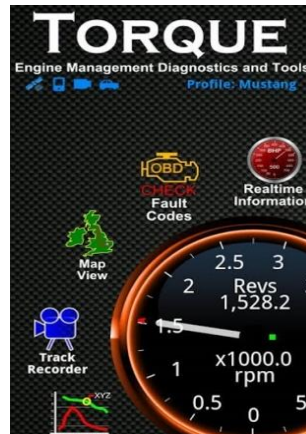 TORQUE
Engine Management Diagnostics and Tools
Profile: Mustang
OBD
CHECK
Fault
Codes
BHP
Realtime
Information
Map
View
Track
Recorder
XYZ
2.5 3
2 Revs
1,528.2
1.5
x1000.0
1 rpm
0.5 0 5